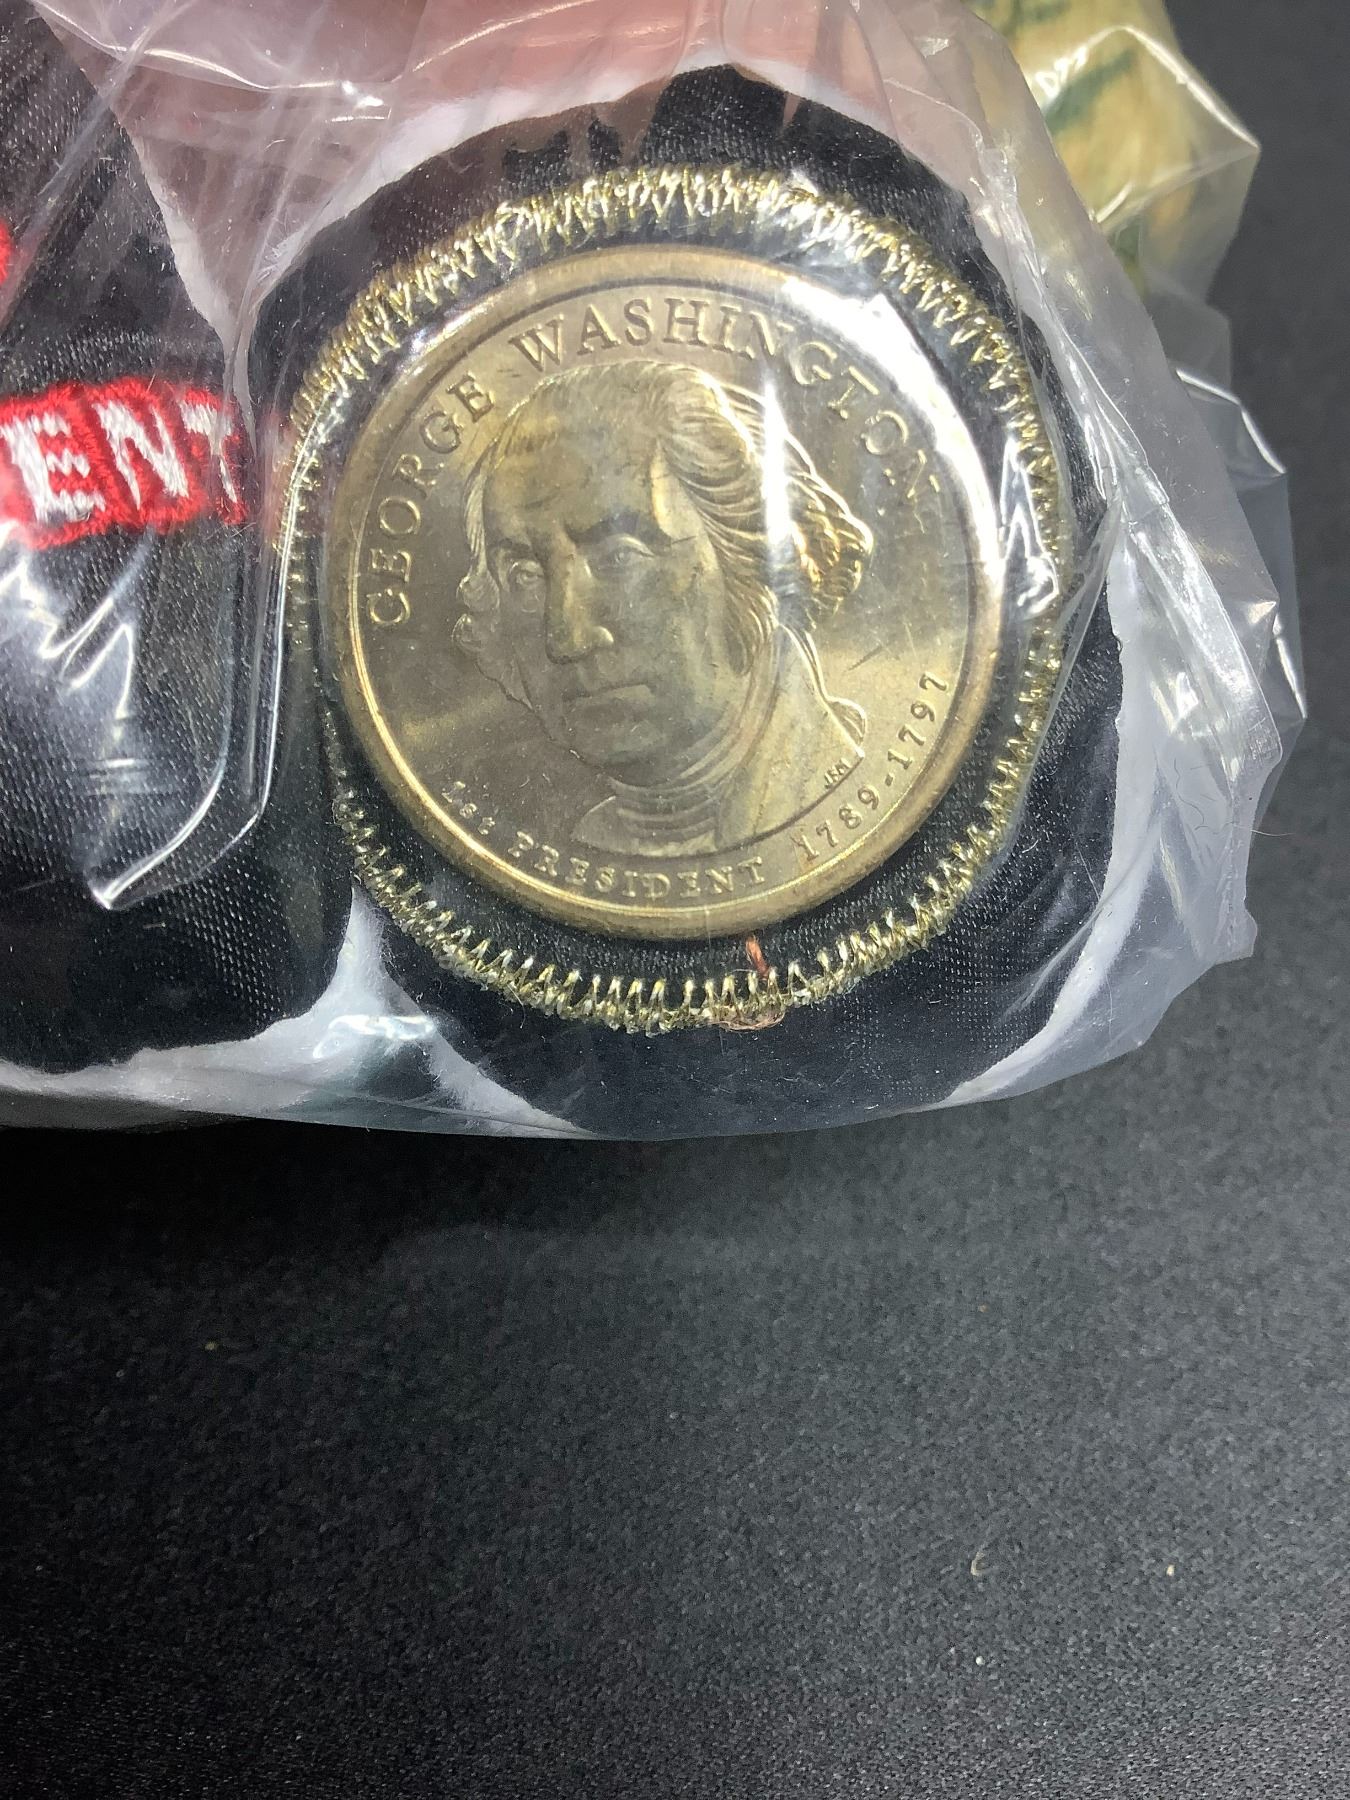 ENT
GEORGE WASHINGTON
1st PRESIDENT 1789-1797